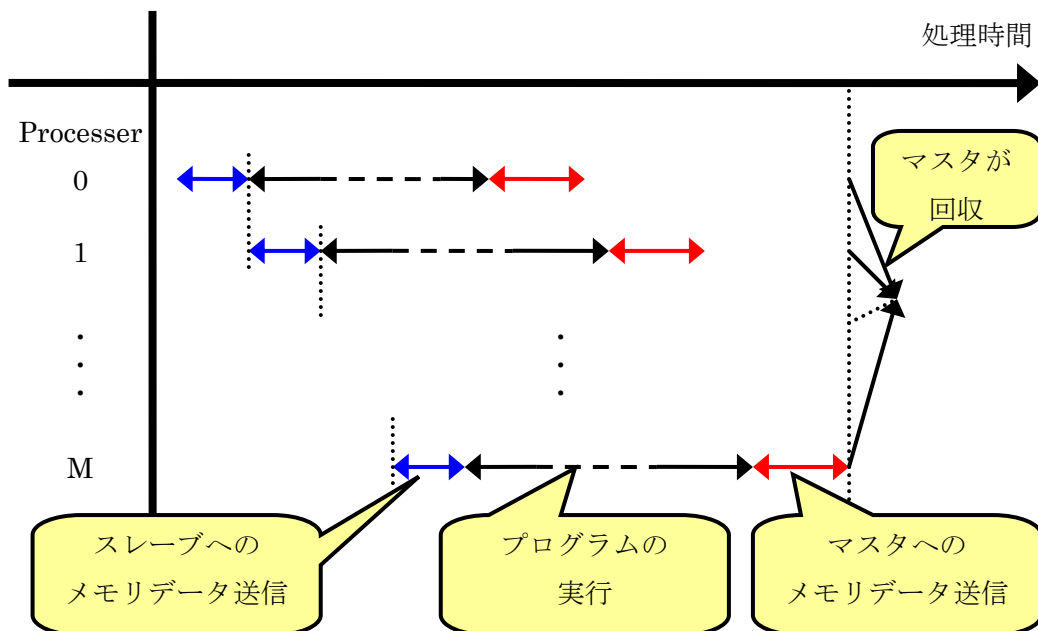 処理時間
Processer
0
マスタが
回収
1
M
スレーブへの
メモリデータ送信
プログラムの
実行
マスタへの
メモリデータ送信